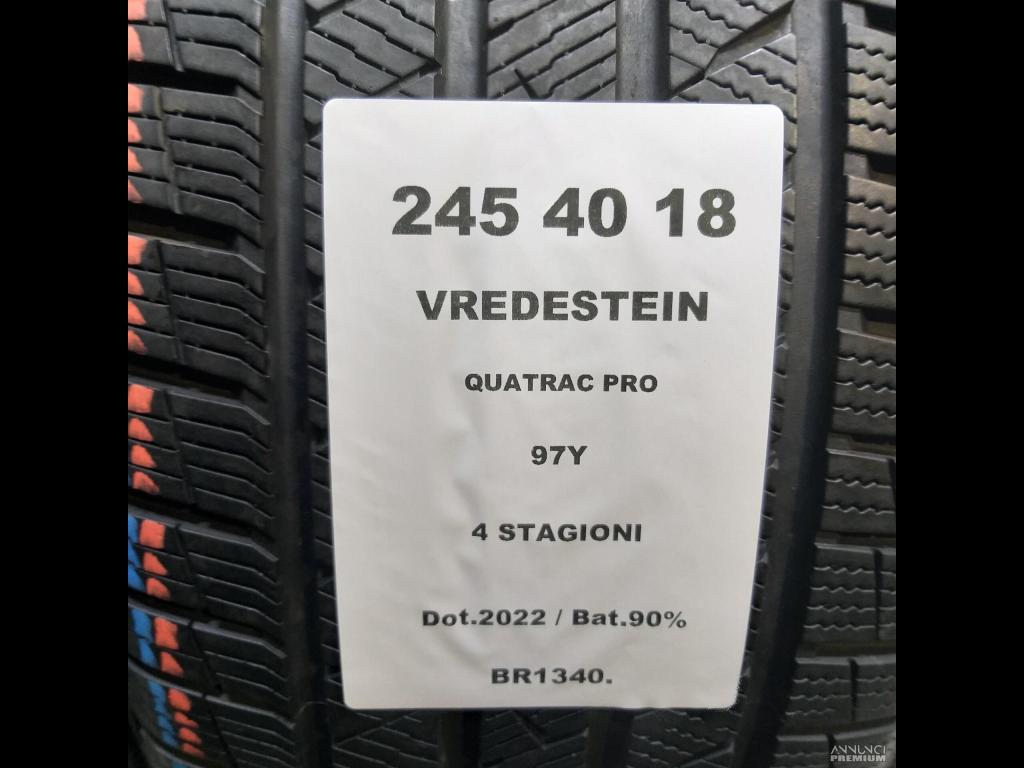 245 40 18
VREDESTEIN
QUATRAC PRO
97Y
4 STAGIONI
Dot.2022 / Bat.90%
BR1340.
ANNUNCI
PREMIUM